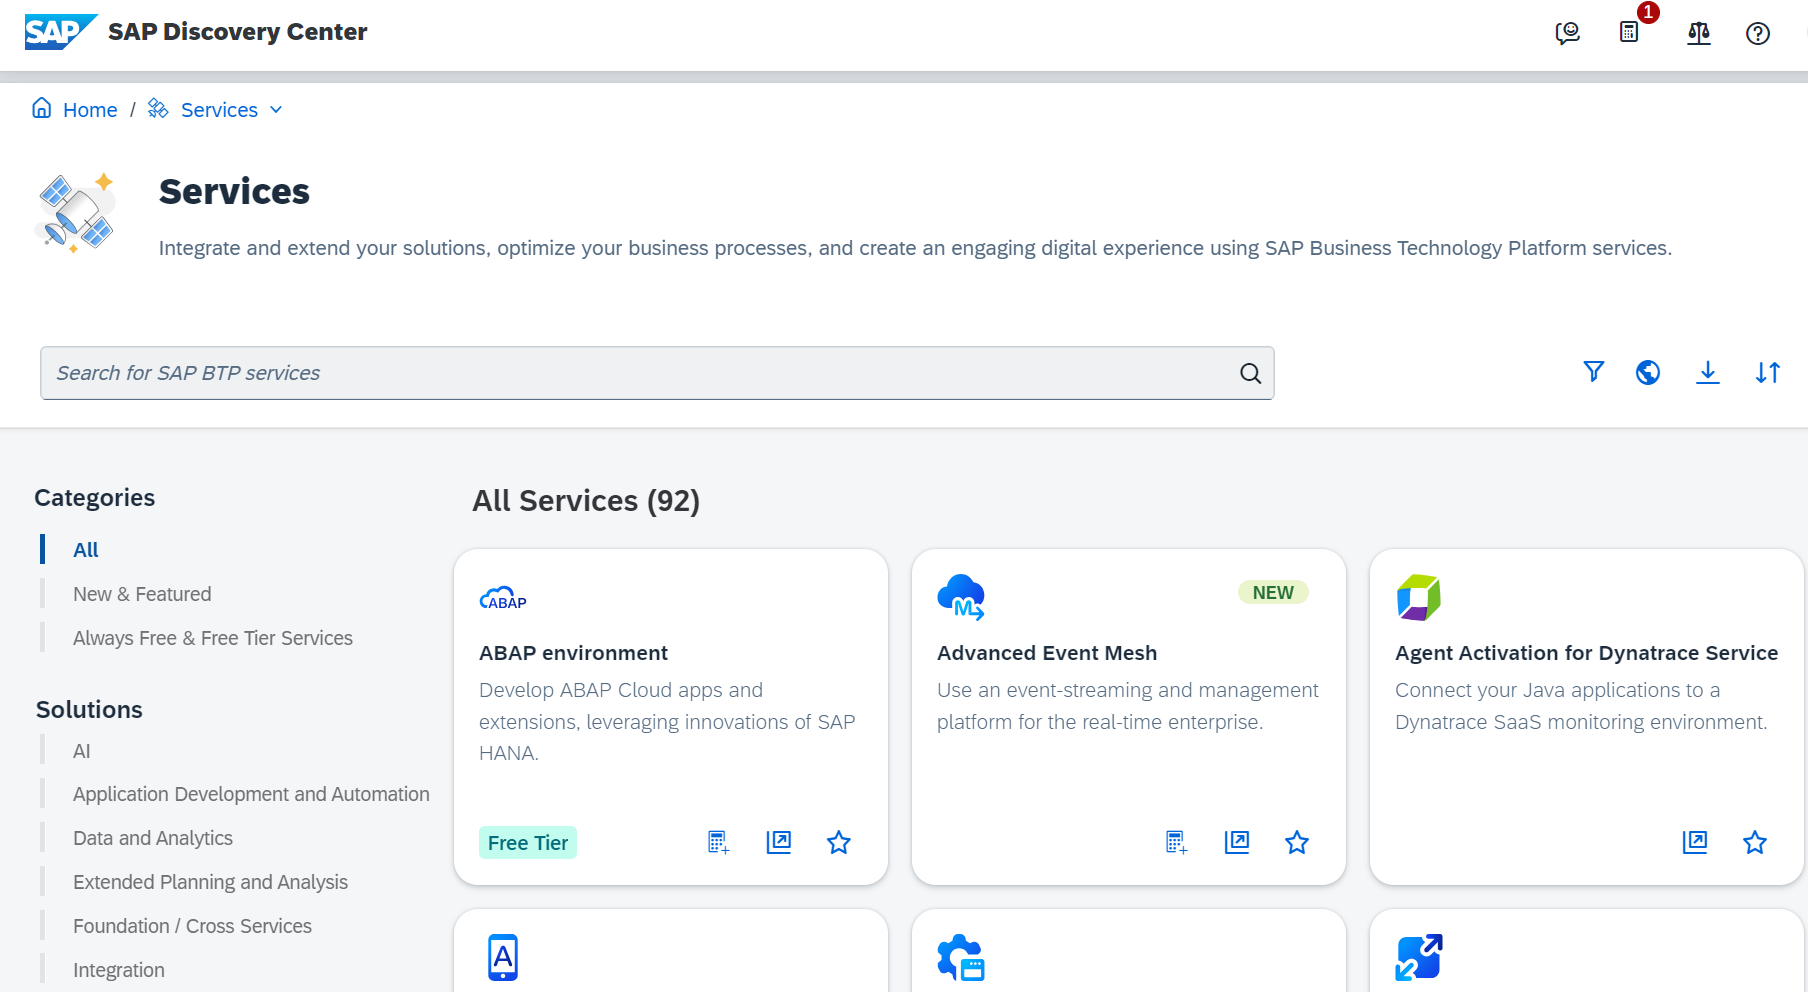 SAP SAP Discovery Center
1
Home / Services
Services
Integrate and extend your solutions, optimize your business processes, and create an engaging digital experience using SAP Business Technology Platform services.
Search for SAP BTP services
Categories
All
New & Featured
Always Free & Free Tier Services
Solutions
AI
Application Development and Automation
Data and Analytics
Extended Planning and Analysis
Foundation / Cross Services
Integration
All Services (92)
ABAP
ABAP environment
Develop ABAP Cloud apps and
extensions, leveraging innovations of SAP
HANA.
Free Tier
M
NEW
Advanced Event Mesh
Use an event-streaming and management
platform for the real-time enterprise.
Agent Activation for Dynatrace Service
Connect your Java applications to a
Dynatrace SaaS monitoring environment.
A